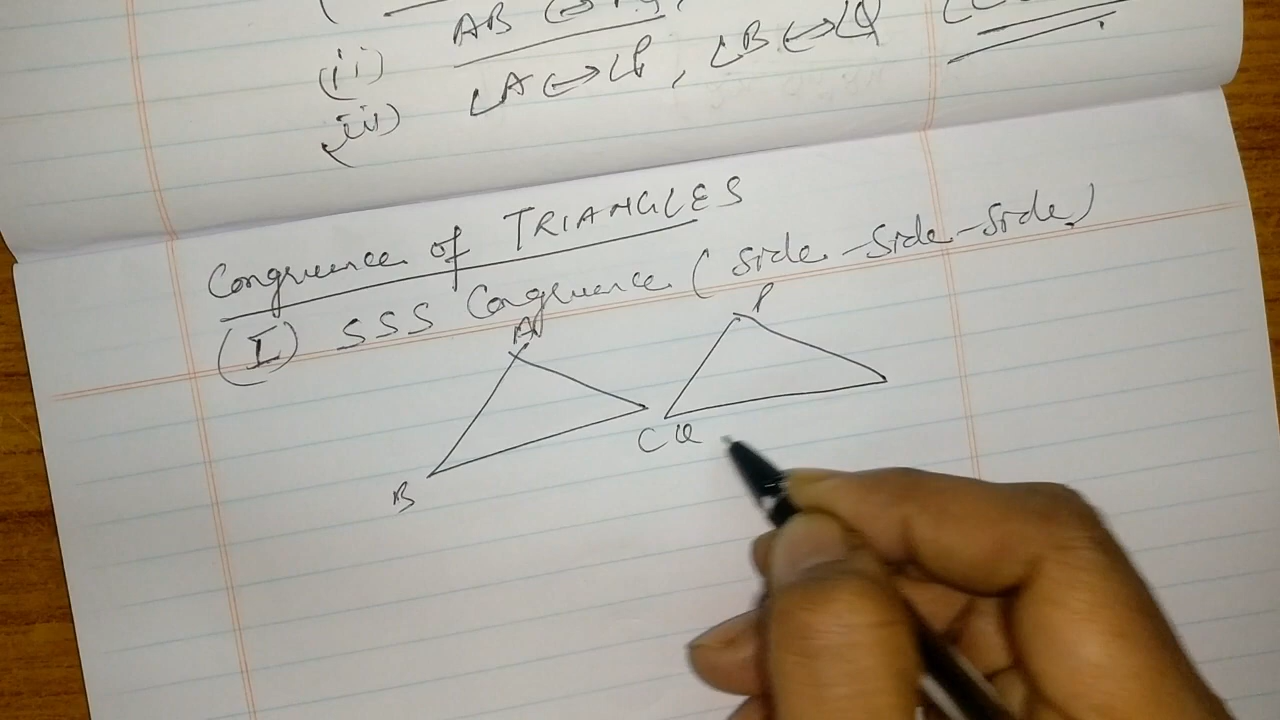 AB ↔
(ii)
∠A ↔ ∠P, ∠B ↔ ∠Q
(iii)
Congruence of TRIANGLES
(I) SSS Congruence (Side-Side-Side)
A
P
B
C Q